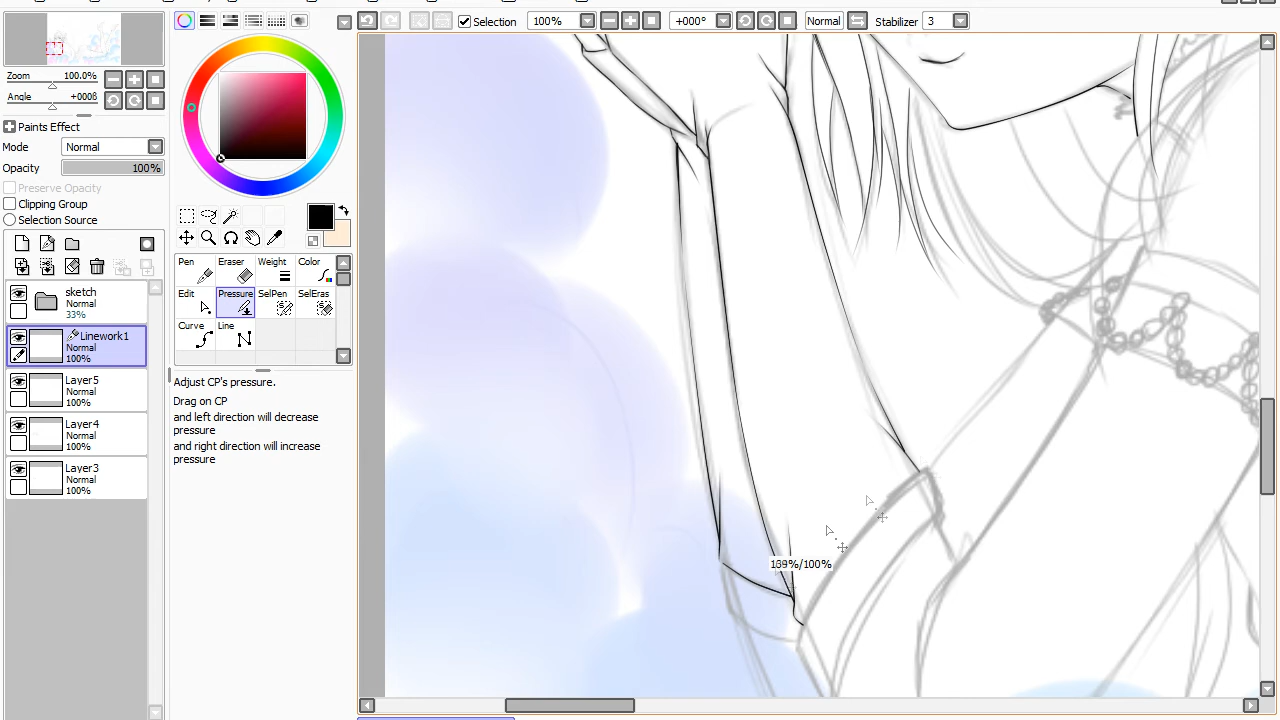 Selection
100%
+000°
Normal
Stabilizer
3
Zoom
100.0%
Angle
+0008
Paints Effect
Mode
Normal
Opacity
100%
Preserve Opacity
Clipping Group
Selection Source
sketch
Normal
33%
Linework1
Normal
100%
Layer5
Normal
100%
Layer4
Normal
100%
Layer3
Normal
100%
Pen
Eraser
Weight
Color
Edit
Pressure
SelPen
SelEras
Curve
Line
Adjust CP's pressure.
Drag on CP
and left direction will decrease
pressure
and right direction will increase
pressure